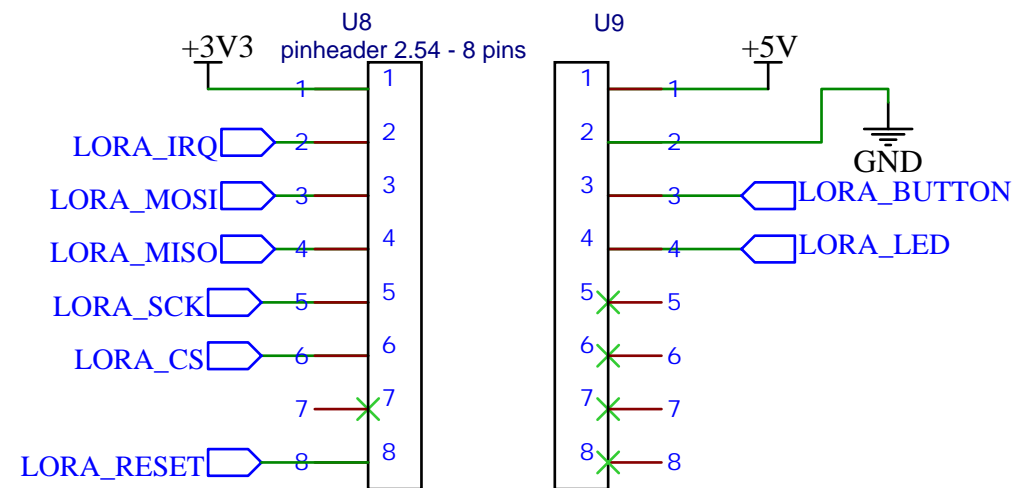 U8
pinheader 2.54 - 8 pins
+3V3
1 1
LORA_IRQ 2 2
LORA_MOSI 3 3
LORA_MISO 4 4
LORA_SCK 5 5
LORA_CS 6 6
7 7
LORA_RESET 8 8
U9
+5V
1 1
2 2
GND
3 3 LORA_BUTTON
4 4 LORA_LED
5 5
6 6
7 7
8 8